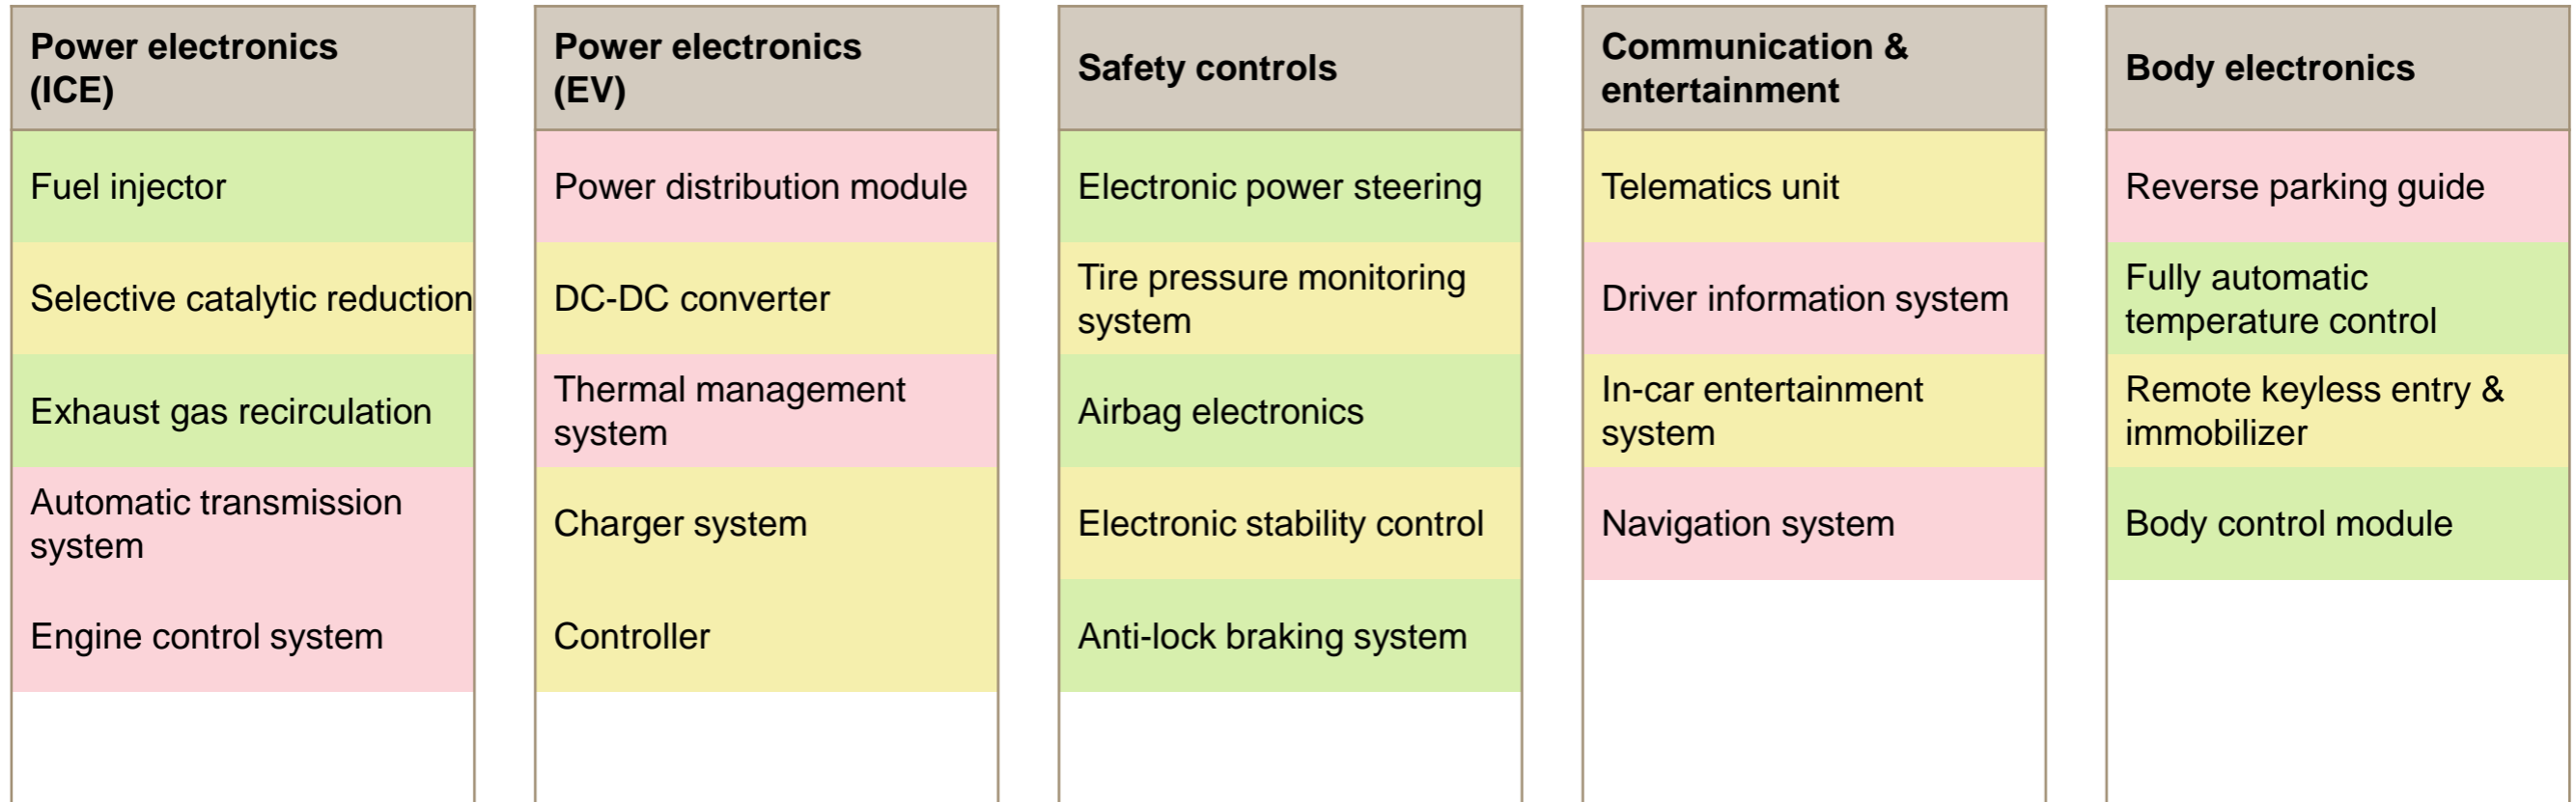 Power electronics
(ICE)
Fuel injector
Selective catalytic reduction
Exhaust gas recirculation
Automatic transmission
system
Engine control system
Power electronics
(EV)
Power distribution module
DC-DC converter
Thermal management
system
Charger system
Controller
Safety controls
Electronic power steering
Tire pressure monitoring
system
Airbag electronics
Electronic stability control
Anti-lock braking system
Communication &
entertainment
Telematics unit
Driver information system
In-car entertainment
system
Navigation system
Body electronics
Reverse parking guide
Fully automatic
temperature control
Remote keyless entry &
immobilizer
Body control module